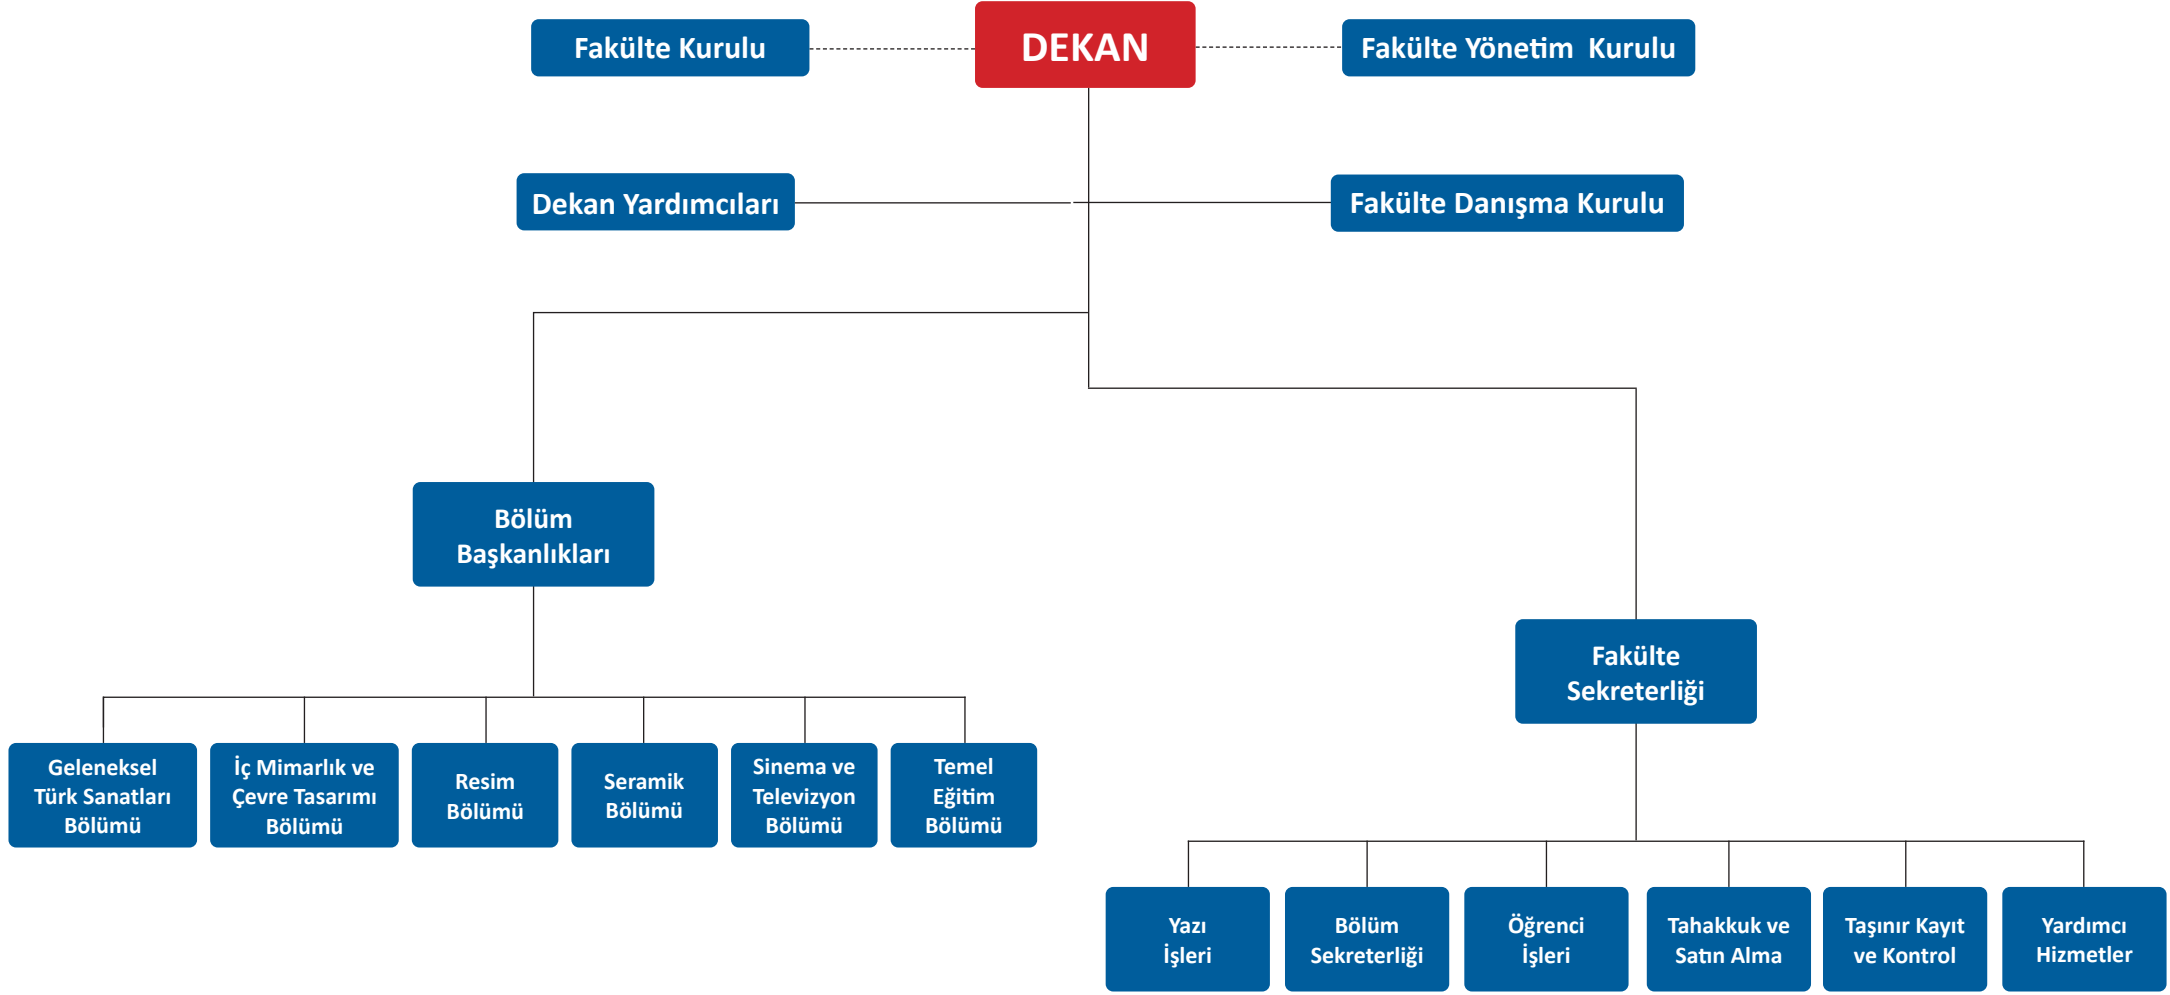 Fakülte Kurulu
DEKAN
Fakülte Yönetim Kurulu
Dekan Yardımcıları
Fakülte Danışma Kurulu
Bölüm
Başkanlıkları
Fakülte
Sekreterliği
Geleneksel
Türk Sanatları
Bölümü
İç Mimarlık ve
Çevre Tasarımı
Bölümü
Resim
Bölümü
Seramik
Bölümü
Sinema ve
Televizyon
Bölümü
Temel
Eğitim
Bölümü
Yazı
İşleri
Bölüm
Sekreterliği
Öğrenci
İşleri
Tahakkuk ve
Satın Alma
Taşınır Kayıt
ve Kontrol
Yardımcı
Hizmetler